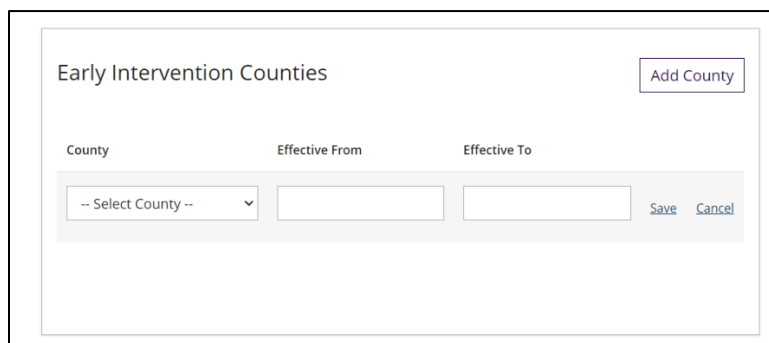 Early Intervention Counties
Add County
County Effective From Effective To
-- Select County -- Save Cancel